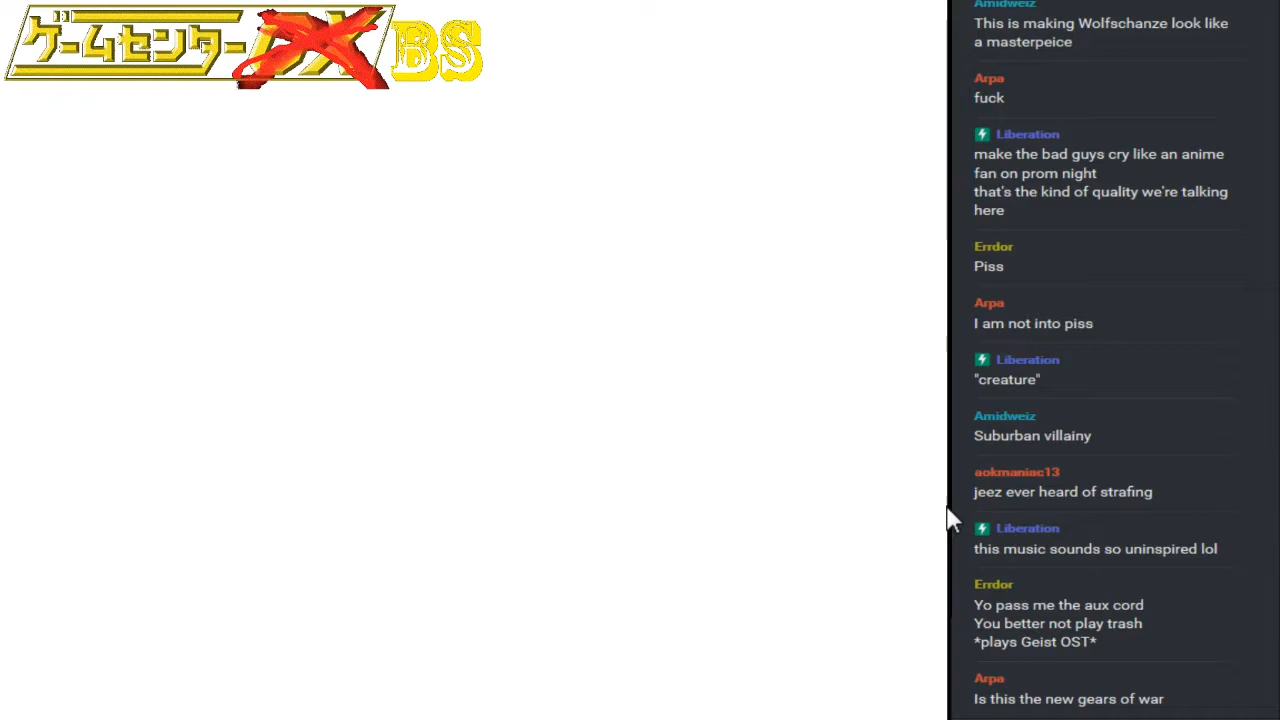 ゲームセンターDX BS
Amidweiz
This is making Wolfschanze look like
a masterpeice
Arpa
fuck
Liberation
make the bad guys cry like an anime
fan on prom night
that's the kind of quality we're talking
here
Errdor
Piss
Arpa
I am not into piss
Liberation
"creature"
Amidweiz
Suburban villainy
aokmaniac13
jeez ever heard of strafing
Liberation
this music sounds so uninspired lol
Errdor
Yo pass me the aux cord
You better not play trash
*plays Geist OST*
Arpa
Is this the new gears of war